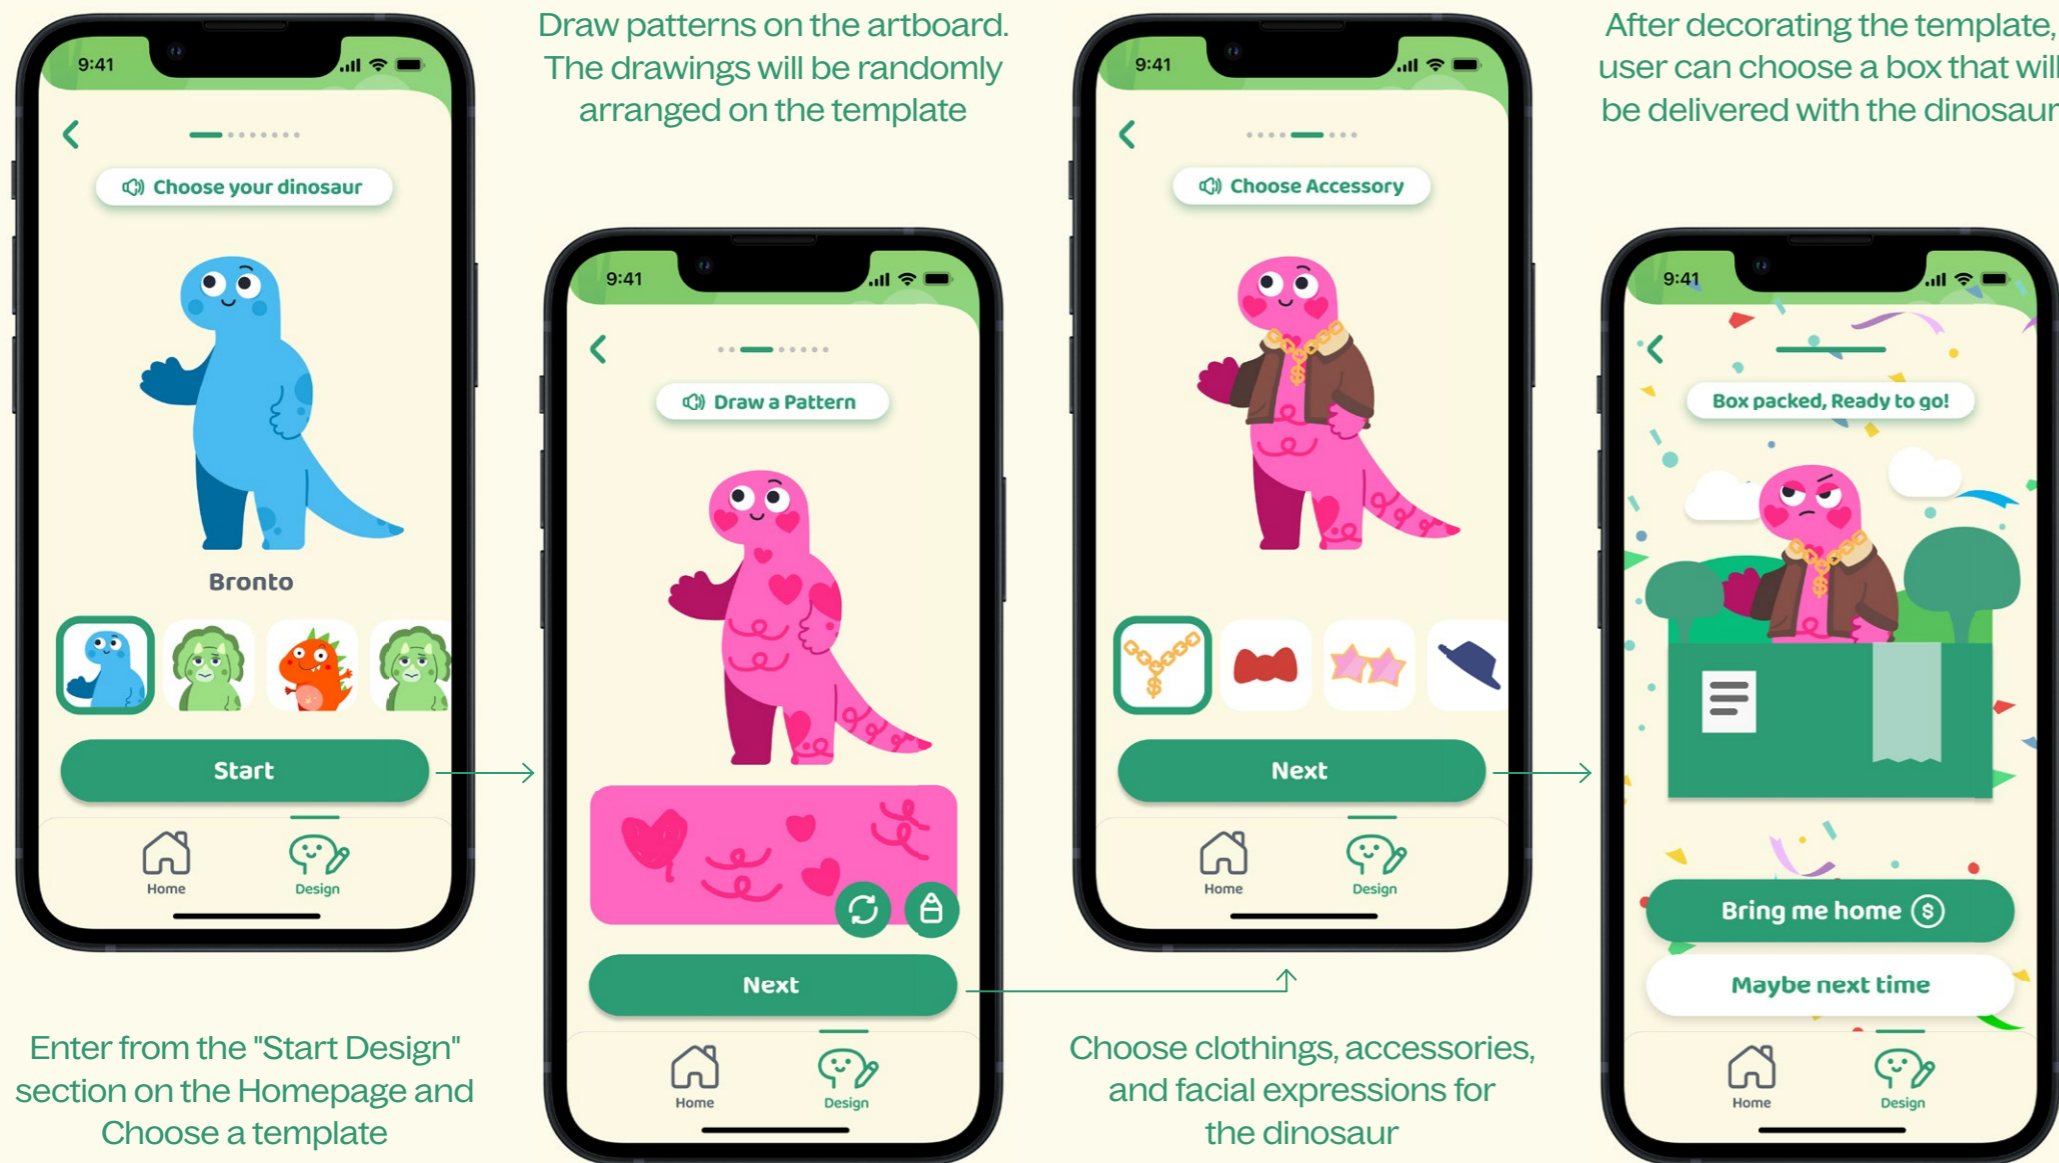 9:41
Choose your dinosaur
Bronto
Start
Home
Design
Enter from the "Start Design"
section on the Homepage and
Choose a template
Draw patterns on the artboard.
The drawings will be randomly
arranged on the template
9:41
Draw a Pattern
Next
Home
Design
9:41
Choose Accessory
$
Next
Home
Design
Choose clothings, accessories,
and facial expressions for
the dinosaur
After decorating the template,
user can choose a box that will
be delivered with the dinosaur
9:41
Box packed, Ready to go!
$
Bring me home $
Maybe next time
Home
Design